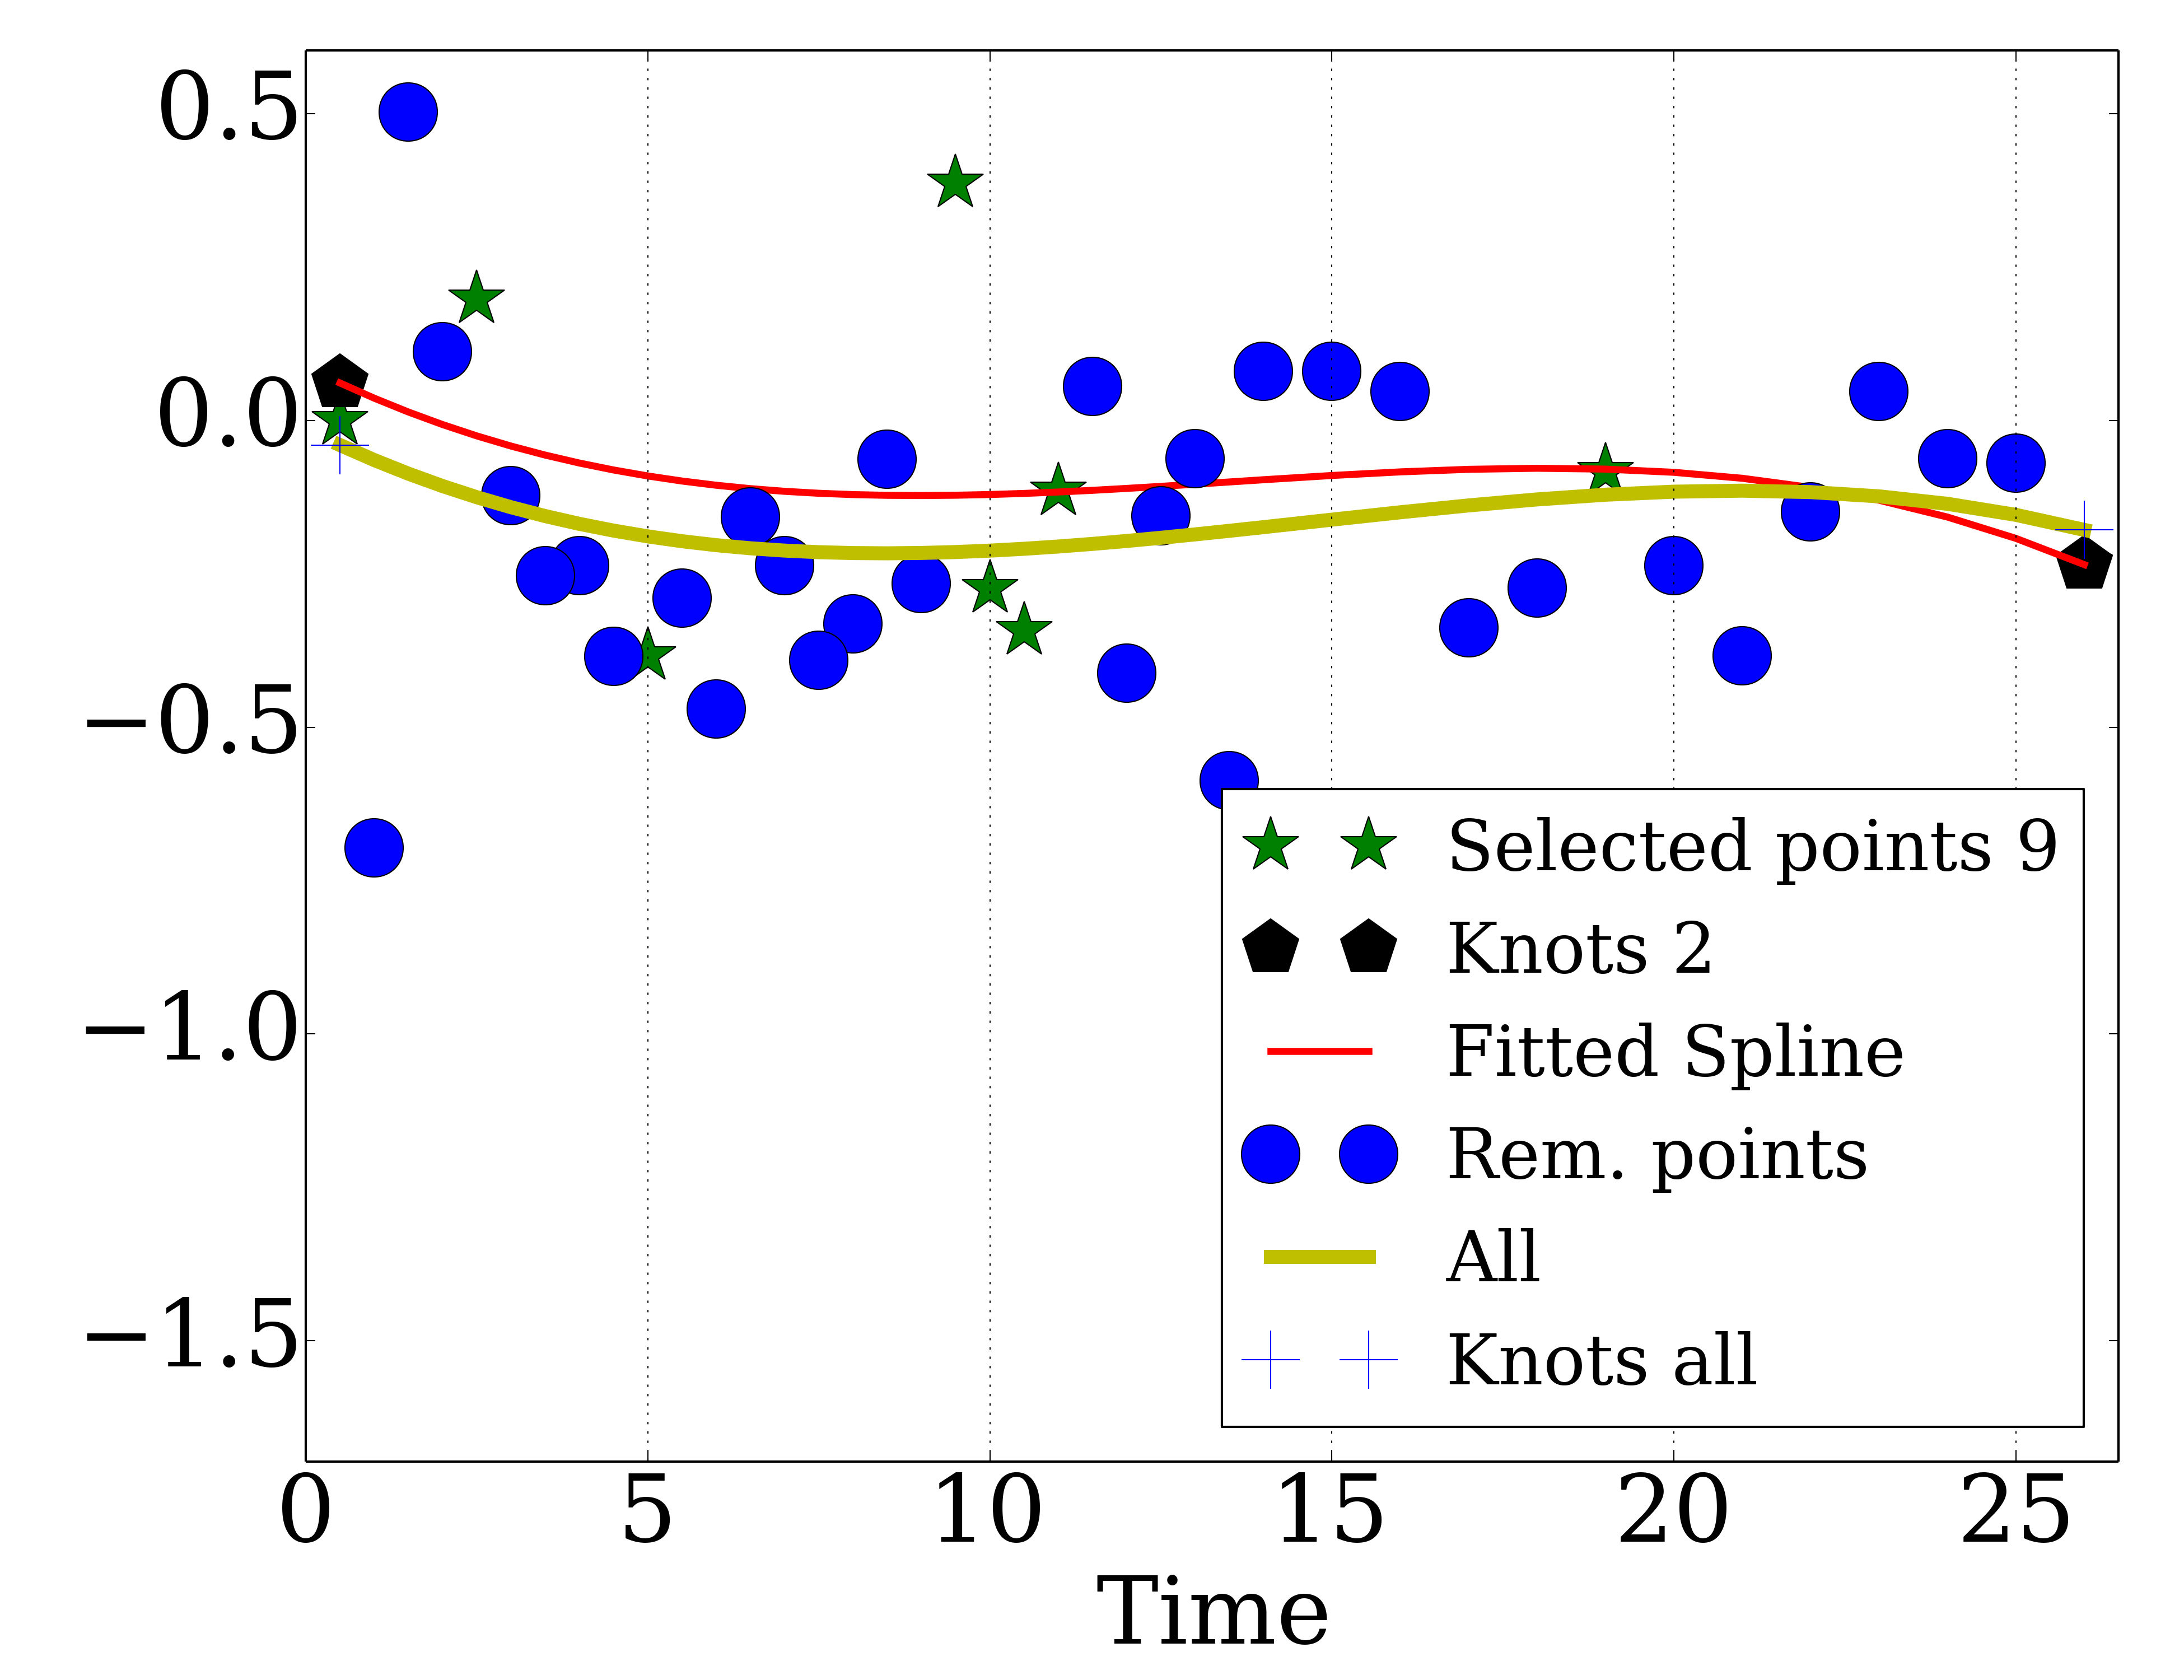 0.5
0.0
−0.5
−1.0
−1.5
Selected points 9
Knots 2
Fitted Spline
Rem. points
All
Knots all
0 5 10 15 20 25
Time